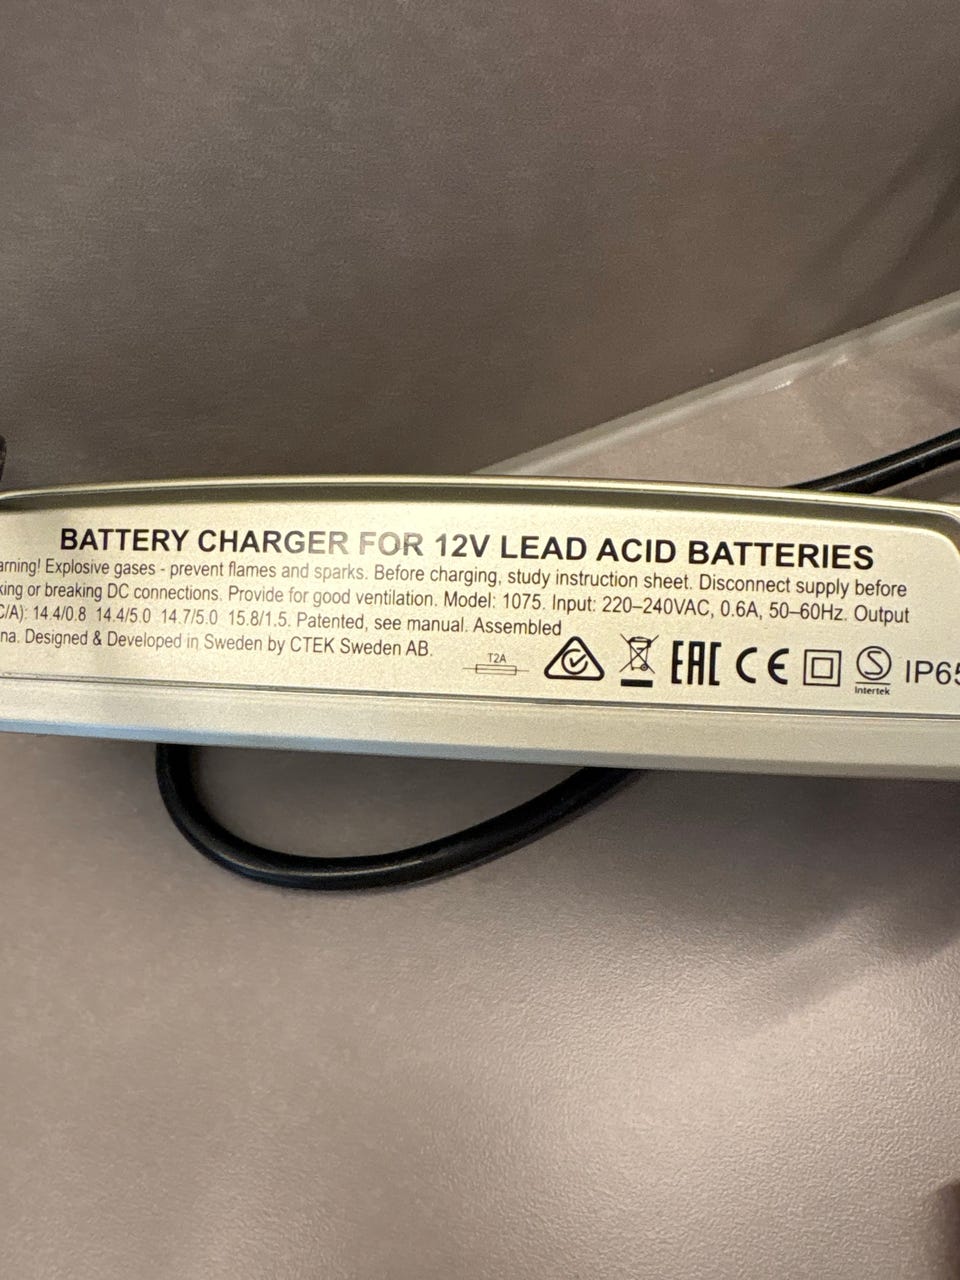 BATTERY CHARGER FOR 12V LEAD ACID BATTERIES
arning! Explosive gases - prevent flames and sparks. Before charging, study instruction sheet. Disconnect supply before
king or breaking DC connections. Provide for good ventilation. Model: 1075. Input: 220–240VAC, 0.6A, 50–60Hz. Output
C/A): 14.4/0.8 14.4/5.0 14.7/5.0 15.8/1.5. Patented, see manual. Assembled
na. Designed & Developed in Sweden by CTEK Sweden AB.
T2A
EAC CE S IP65
Intertek